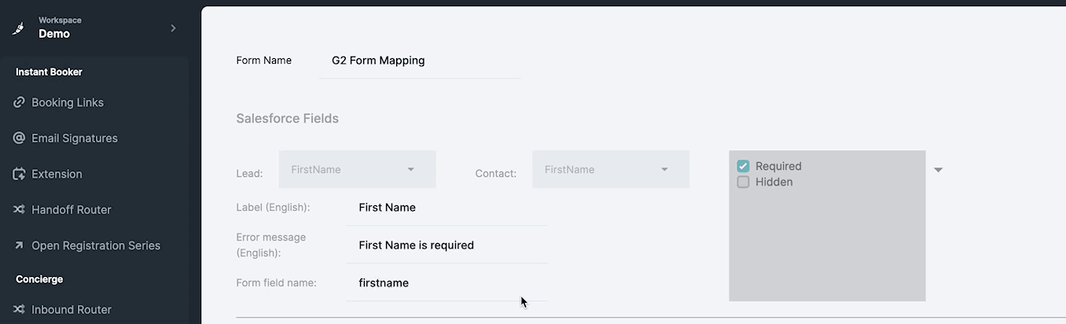 Workspace
Demo
Instant Booker
Booking Links
Email Signatures
Extension
Handoff Router
Open Registration Series
Concierge
Inbound Router
Form Name G2 Form Mapping
Salesforce Fields
Lead: FirstName Contact: FirstName
Required
Hidden
Label (English): First Name
Error message
(English): First Name is required
Form field name: firstname